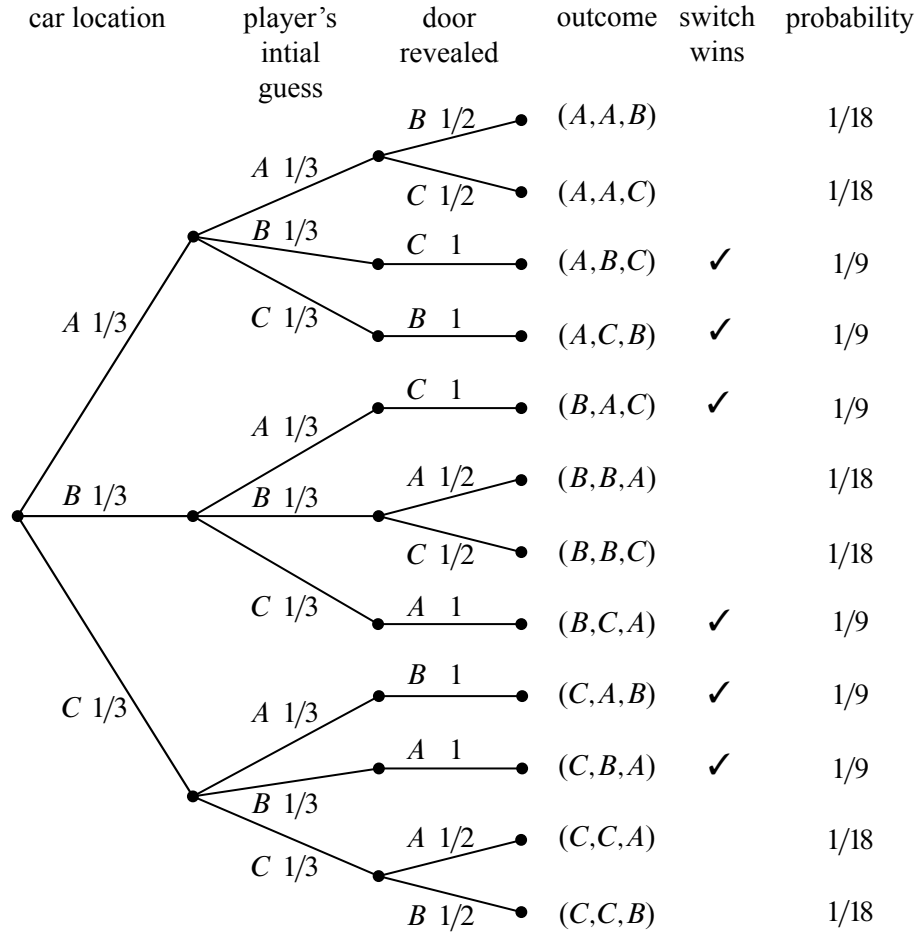 car location player’s intial guess door revealed outcome switch wins probability
B 1/2 (A,A,B) 1/18
A 1/3
C 1/2 (A,A,C) 1/18
B 1/3 C 1 (A,B,C) ✓ 1/9
A 1/3 C 1/3 B 1 (A,C,B) ✓ 1/9
C 1 (B,A,C) ✓ 1/9
A 1/3
A 1/2 (B,B,A) 1/18
B 1/3 B 1/3
C 1/2 (B,B,C) 1/18
C 1/3 A 1 (B,C,A) ✓ 1/9
B 1 (C,A,B) ✓ 1/9
C 1/3 A 1/3
A 1 (C,B,A) ✓ 1/9
B 1/3
A 1/2 (C,C,A) 1/18
C 1/3
B 1/2 (C,C,B) 1/18